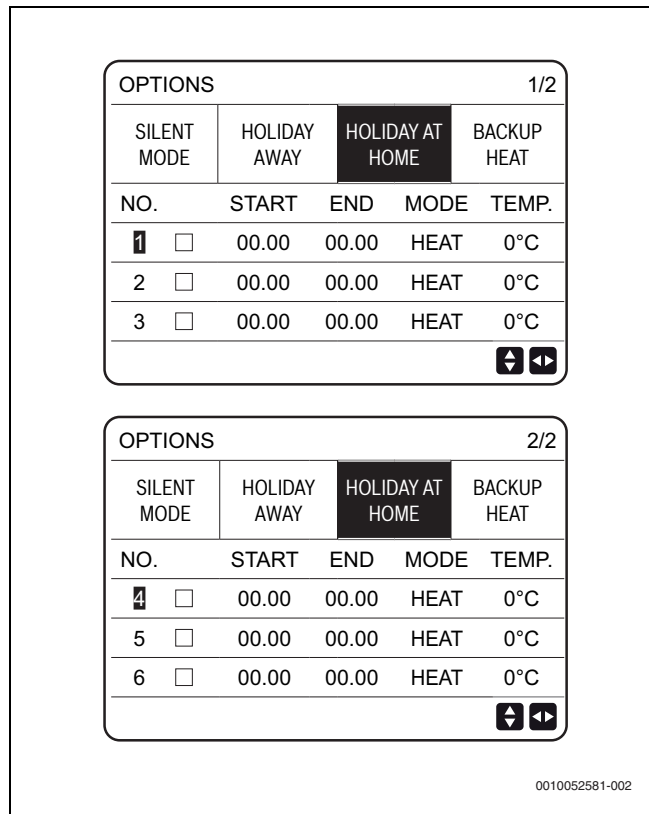 OPTIONS 1/2
SILENT MODE HOLIDAY AWAY HOLIDAY AT HOME BACKUP HEAT
NO. START END MODE TEMP.
1 00.00 00.00 HEAT 0°C
2 00.00 00.00 HEAT 0°C
3 00.00 00.00 HEAT 0°C
OPTIONS 2/2
SILENT MODE HOLIDAY AWAY HOLIDAY AT HOME BACKUP HEAT
NO. START END MODE TEMP.
4 00.00 00.00 HEAT 0°C
5 00.00 00.00 HEAT 0°C
6 00.00 00.00 HEAT 0°C
0010052581-002